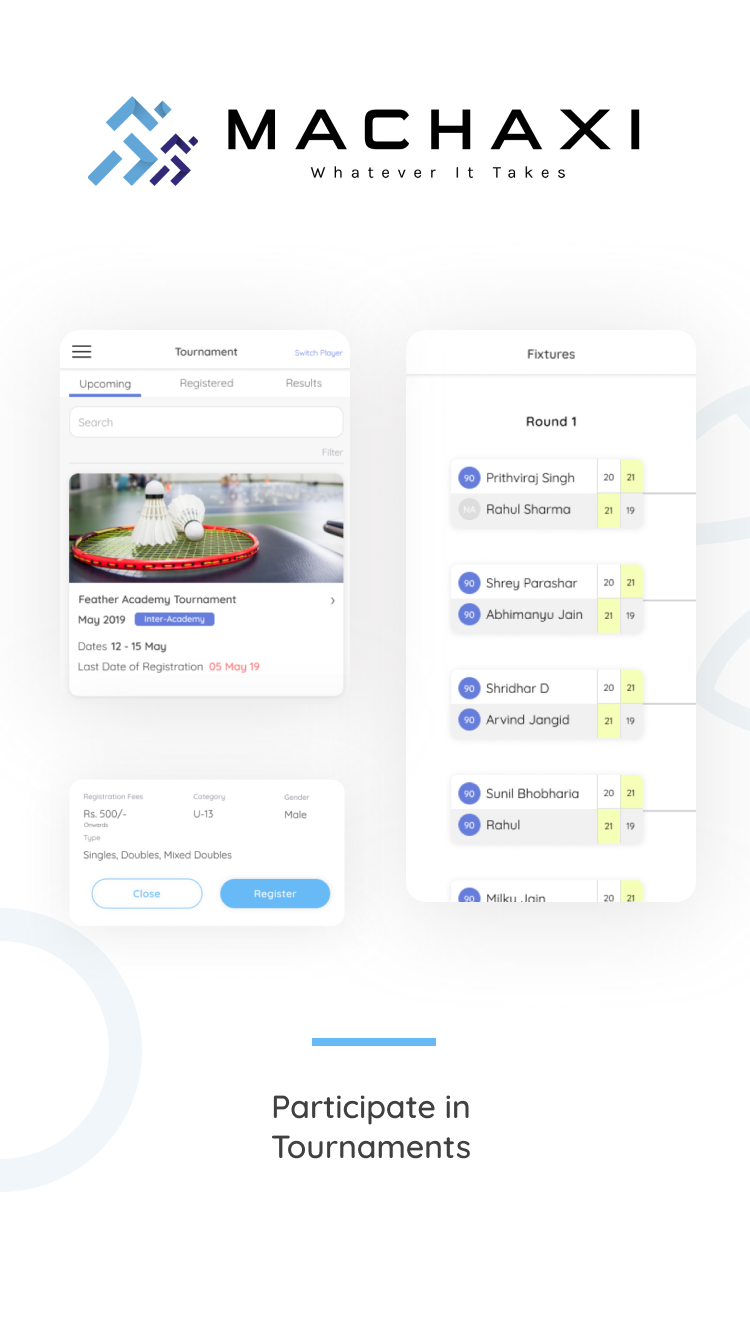 MACHAXI
Whatever It Takes
Tournament
Switch Player
Upcoming
Registered
Results
Search
Filter
Feather Academy Tournament
May 2019 Inter-Academy
Dates 12 - 15 May
Last Date of Registration 05 May 19
Registration Fees
Category
Gender
Rs. 500/-
U-13
Male
Onwards
Type
Singles, Doubles, Mixed Doubles
Close
Register
Fixtures
Round 1
90 Prithviraj Singh 20 21
NA Rahul Sharma 21 19
90 Shrey Parashar 20 21
90 Abhimanyu Jain 21 19
90 Shridhar D 20 21
90 Arvind Jangid 21 19
90 Sunil Bhobharia 20 21
90 Rahul 21 19
90 Milky Jain 20 21
Participate in
Tournaments